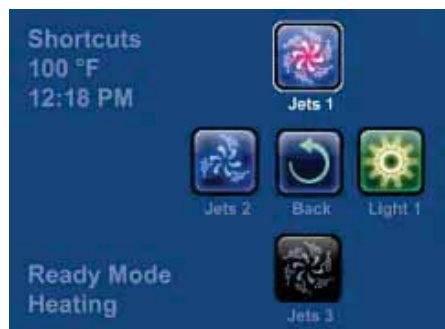 Shortcuts
100 °F
12:18 PM
Jets 1
Jets 2
Back
Light 1
Ready Mode
Heating
Jets 3